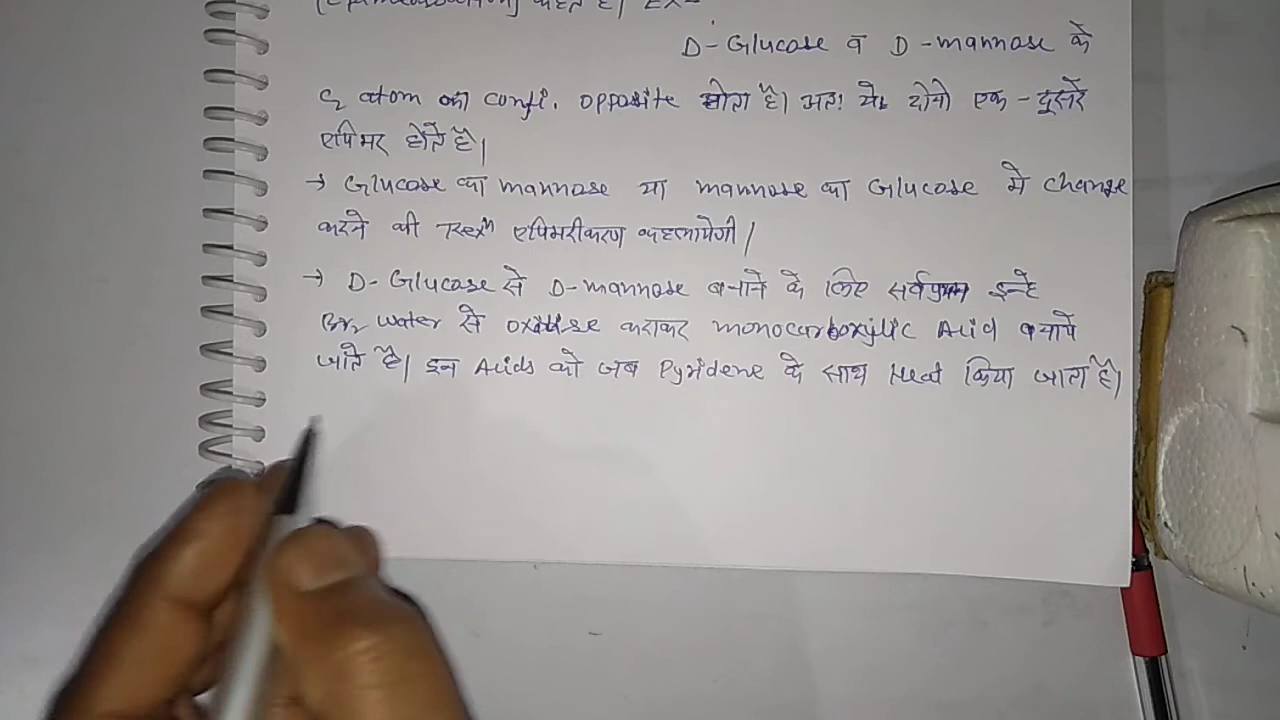 कहते है। Ex-
D-Glucose व D-mannose के
C₂ atom का confi. opposite होता है। अतः ये दोनो एक-दूसरे
एपिमर होते है।
→ Glucose का mannose या mannose का Glucose मे change
करने की Rexⁿ एपिमरीकरण कहलायेगी।
→ D-Glucose से D-mannose बनाने के लिए सर्वप्रथम इन्हे
Br₂ water से oxidise कराकर monocarboxylic Acid बनाये
जाते है। इन Acids को जब Pyridene के साथ Heat किया जाता है।